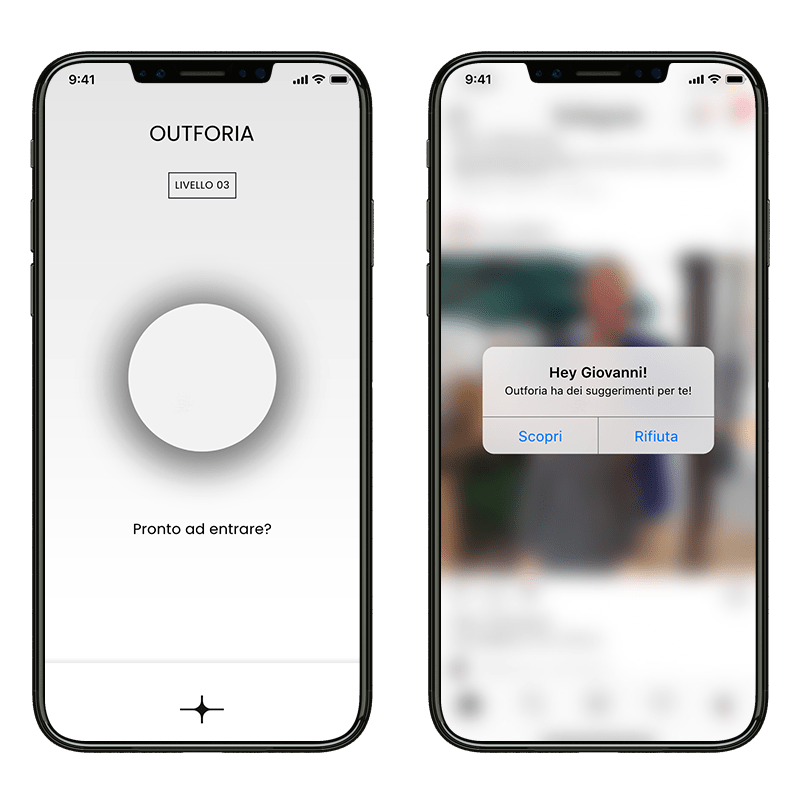 9:41
OUTFORIA
LIVELLO 03
Pronto ad entrare?
9:41
Hey Giovanni!
Outforia ha dei suggerimenti per te!
Scopri
Rifiuta